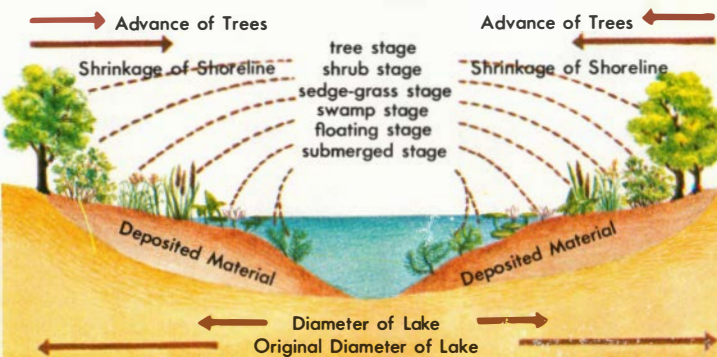 Advance of Trees
Advance of Trees
Shrinkage of Shoreline
Shrinkage of Shoreline
tree stage
shrub stage
sedge-grass stage
swamp stage
floating stage
submerged stage
Deposited Material
Deposited Material
Diameter of Lake
Original Diameter of Lake